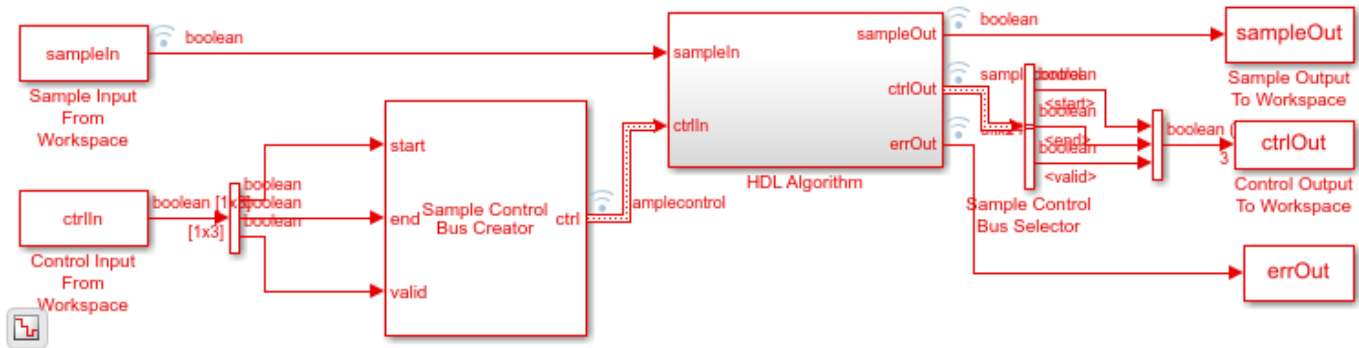 sampleIn
Sample Input
From
Workspace
boolean
sampleIn
ctrlIn
sampleOut
ctrlOut
errOut
HDL Algorithm
boolean
sampleOut
Sample Output
To Workspace
boolean
<start>
boolean
<end>
boolean
<valid>
Sample Control
Bus Selector
boolean (
3
ctrlOut
Control Output
To Workspace
errOut
ctrlIn
Control Input
From
Workspace
boolean [1x3]
[1x3]
boolean
boolean
boolean
start
end
valid
Sample Control
Bus Creator
ctrl
amplecontrol